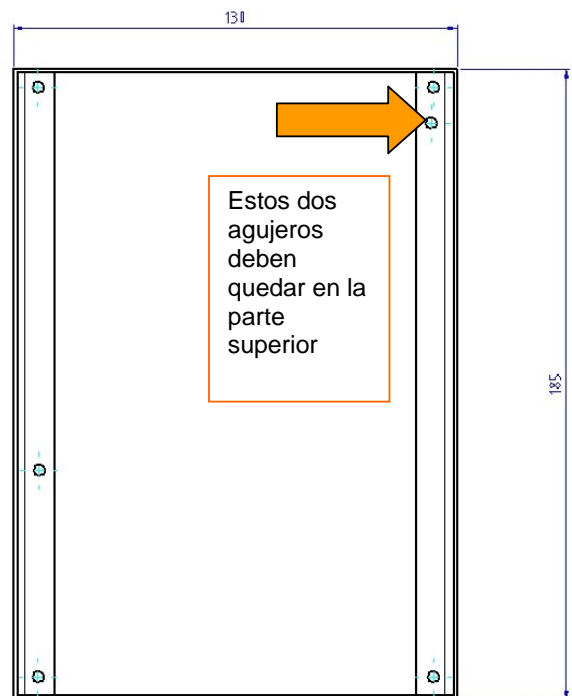 130
Estos dos
agujeros
deben
quedar en la
parte
superior
185